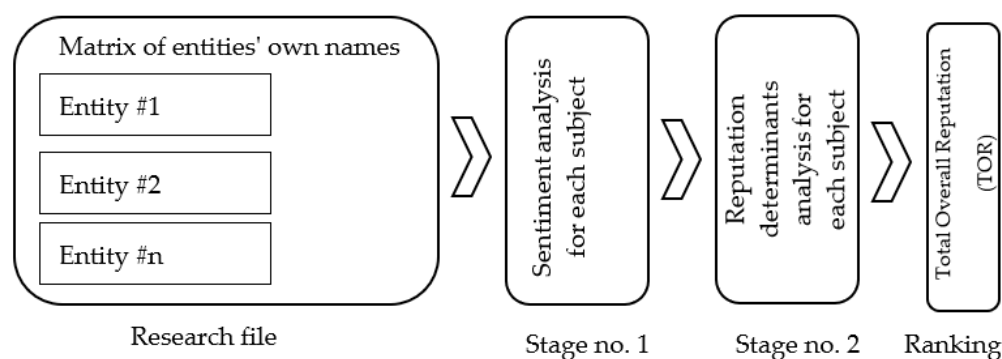 Matrix of entities' own names
Entity #1
Entity #2
Entity #n
Research file
Sentiment analysis
for each subject
Stage no. 1
Reputation
determinants
analysis for
each subject
Stage no. 2
Total Overall Reputation
(TOR)
Ranking